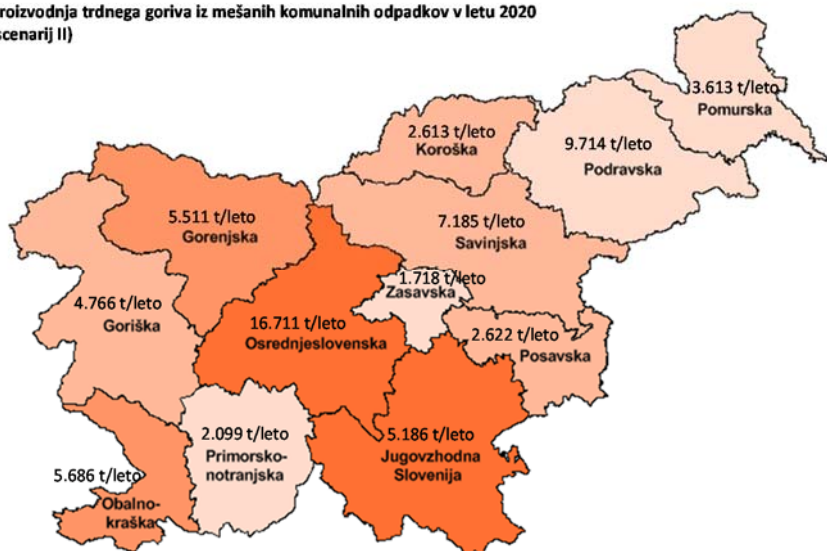 roizvodnja trdnega goriva iz mešanih komunalnih odpadkov v letu 2020
scenarij II)
3.613 t/leto
Pomurska
2.613 t/leto
Koroška
9.714 t/leto
Podravska
5.511 t/leto
Gorenjska
7.185 t/leto
Savinjska
1.718 t/leto
Zasavska
4.766 t/leto
Goriška
16.711 t/leto
Osrednjeslovenska
2.622 t/leto
Posavska
2.099 t/leto
Primorsko-
notranjska
5.186 t/leto
Jugovzhodna
Slovenija
5.686 t/leto
Obalno-
kraška